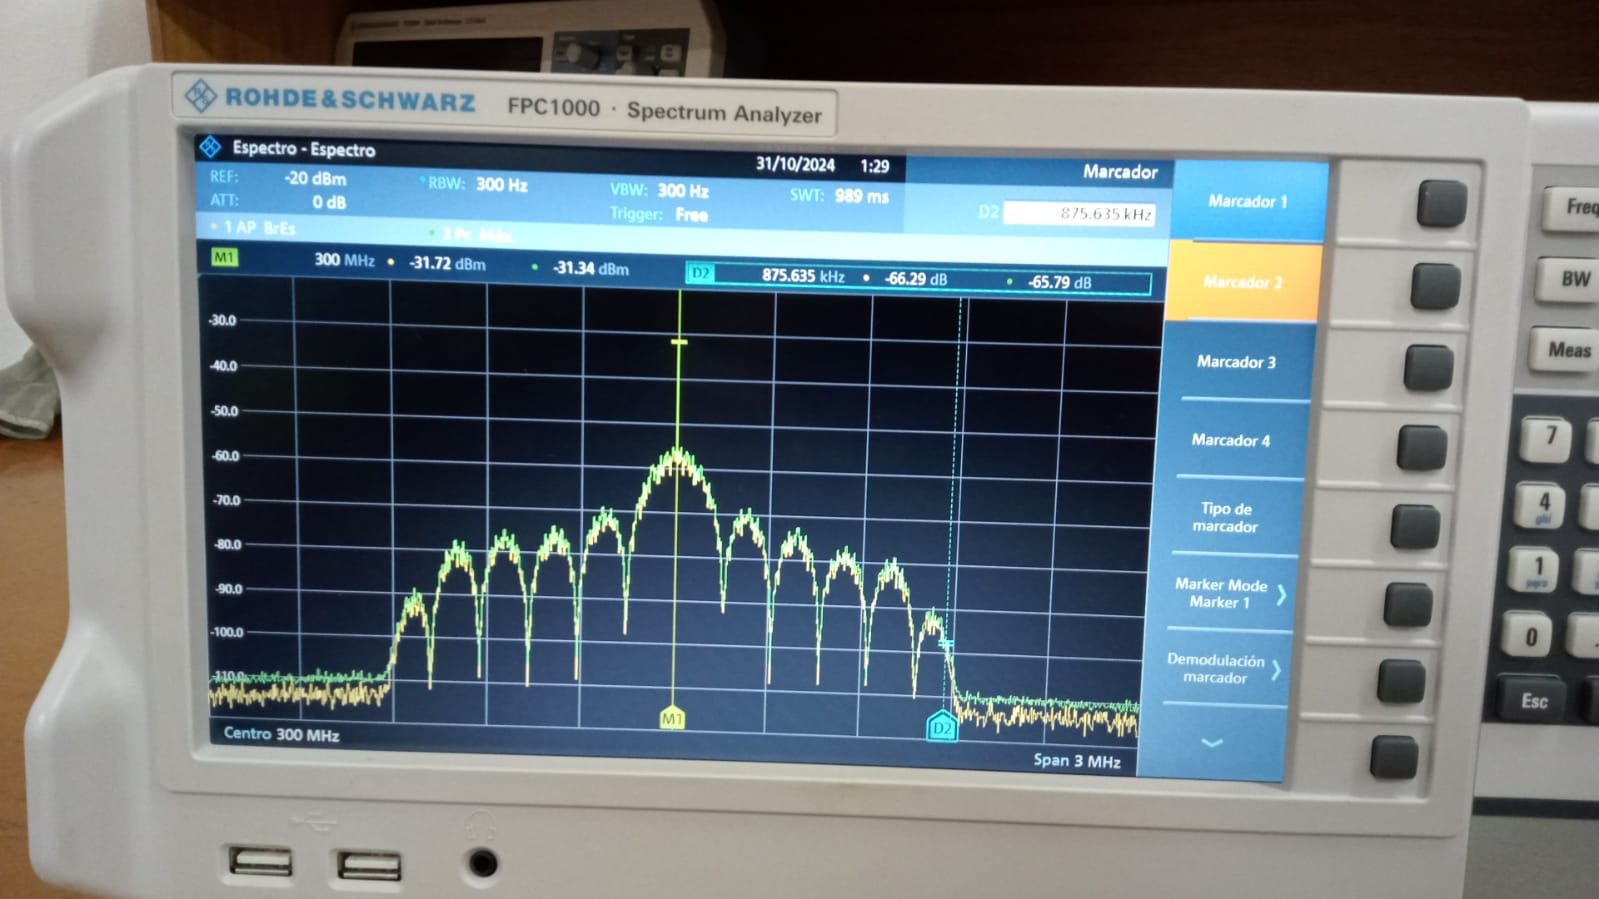 ROHDE&SCHWARZ FPC1000 · Spectrum Analyzer
Espectro - Espectro 31/10/2024 1:29 Marcador
REF: -20 dBm RBW: 300 Hz VBW: 300 Hz SWT: 989 ms
ATT: 0 dB Trigger: Free
D2 875.635 kHz
1 AP BrEs 2 Pc Máx.
M1 300 MHz -31.72 dBm -31.34 dBm D2 875.635 kHz -66.29 dB -65.79 dB
-30.0
-40.0
-50.0
-60.0
-70.0
-80.0
-90.0
-100.0
-110.0
M1
D2
Centro 300 MHz Span 3 MHz
Marcador 1
Marcador 2
Marcador 3
Marcador 4
Tipo de
marcador
Marker Mode
Marker 1
Demodulación
marcador
Freq
BW
Meas
7
4
ghi
1
0
Esc